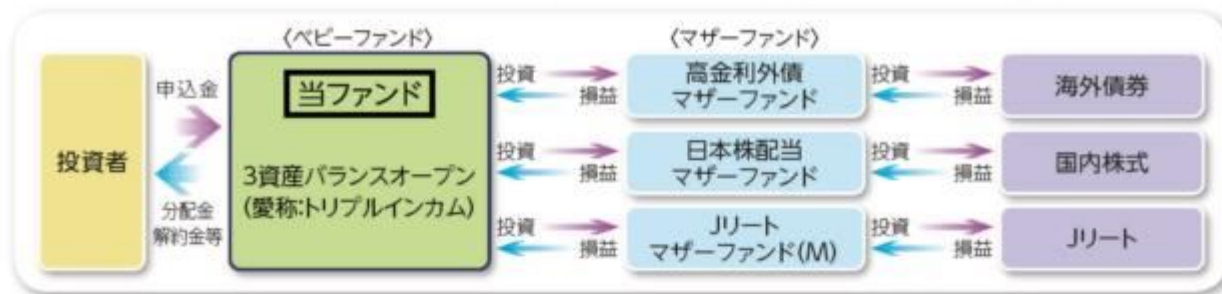 〈ベビーファンド〉
〈マザーファンド〉
投資者
申込金
分配金
解約金等
当ファンド
3資産バランスオープン
(愛称:トリプルインカム)
投資
損益
高金利外債
マザーファンド
投資
損益
海外債券
投資
損益
日本株配当
マザーファンド
投資
損益
国内株式
投資
損益
Jリート
マザーファンド(M)
投資
損益
Jリート